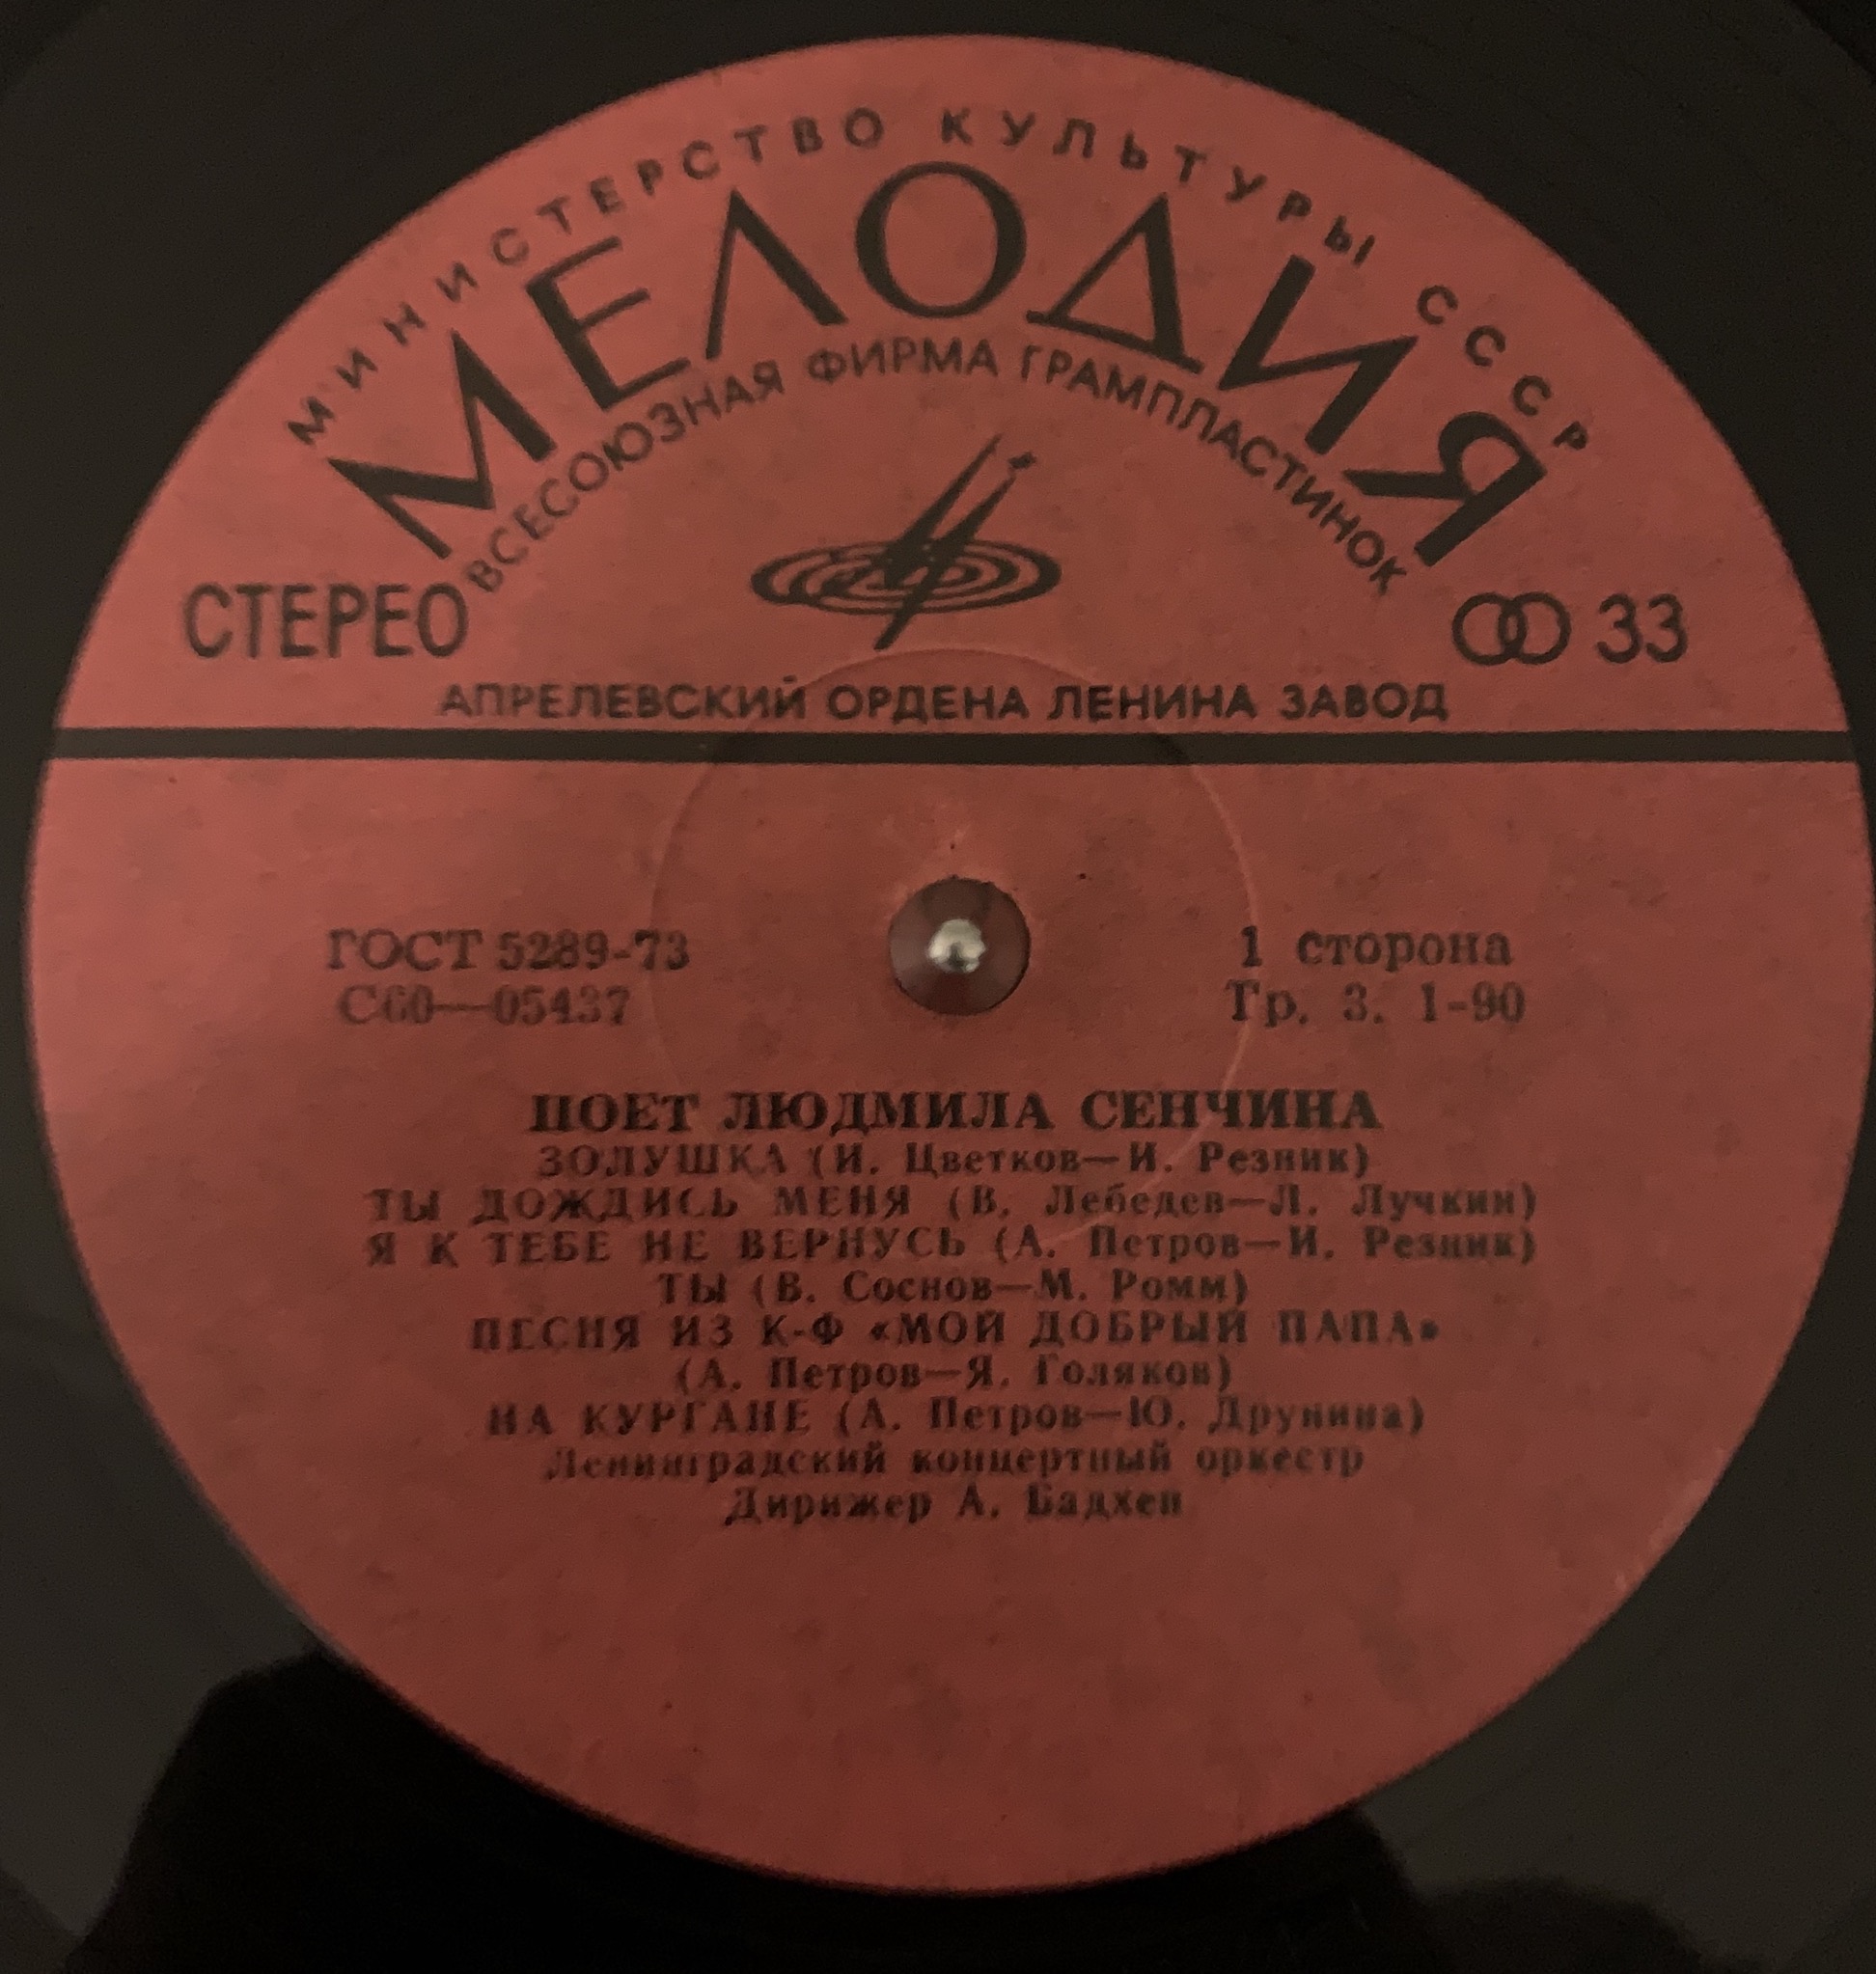 МИНИСТЕРСТВО КУЛЬТУРЫ СССР
МЕЛОДИЯ
ВСЕСОЮЗНАЯ ФИРМА ГРАМПЛАСТИНОК
СТЕРЕО
33
АПРЕЛЕВСКИЙ ОРДЕНА ЛЕНИНА ЗАВОД
ГОСТ 5289-73
С60—05437
1 сторона
Гр. 3. 1-90
ПОЕТ ЛЮДМИЛА СЕНЧИНА
ЗОЛУШКА (И. Цветков—И. Резник)
ТЫ ДОЖДИСЬ МЕНЯ (В. Лебедев—Л. Лучкин)
Я К ТЕБЕ НЕ ВЕРНУСЬ (А. Петров—И. Резник)
ТЫ (В. Соснов—М. Ромм)
ПЕСНЯ ИЗ К-Ф «МОЙ ДОБРЫЙ ПАПА»
(А. Петров—Я. Голяков)
НА КУРГАНЕ (А. Петров—Ю. Друнина)
Ленинградский концертный оркестр
Дирижер А. Бадхен